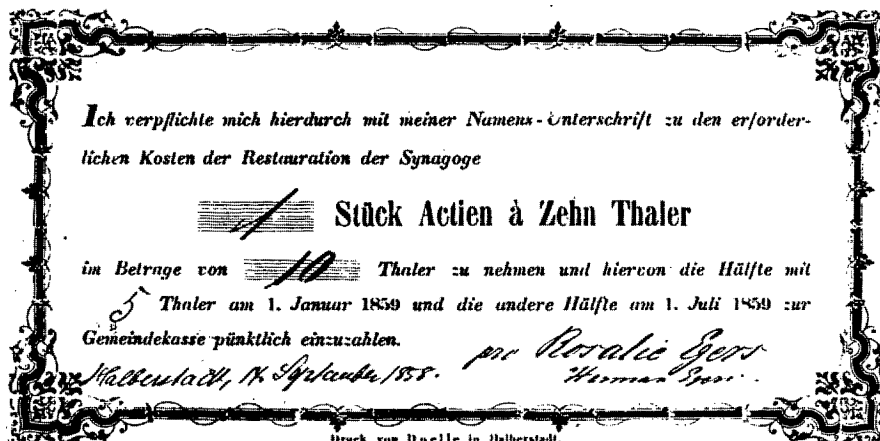 Ich verpflichte mich hierdurch mit meiner Namens-Unterschrift zu den erforder-
lichen Kosten der Restauration der Synagoge
1 Stück Actien à Zehn Thaler
im Betrage von 10 Thaler zu nehmen und hiervon die Hälfte mit
5 Thaler am 1. Januar 1859 und die andere Hälfte am 1. Juli 1859 zur
Gemeindekasse pünktlich einzuzahlen.
Halberstadt, September 1858. pro Rosalie Egers
Herman Egers
Druck von Doelle in Halberstadt.